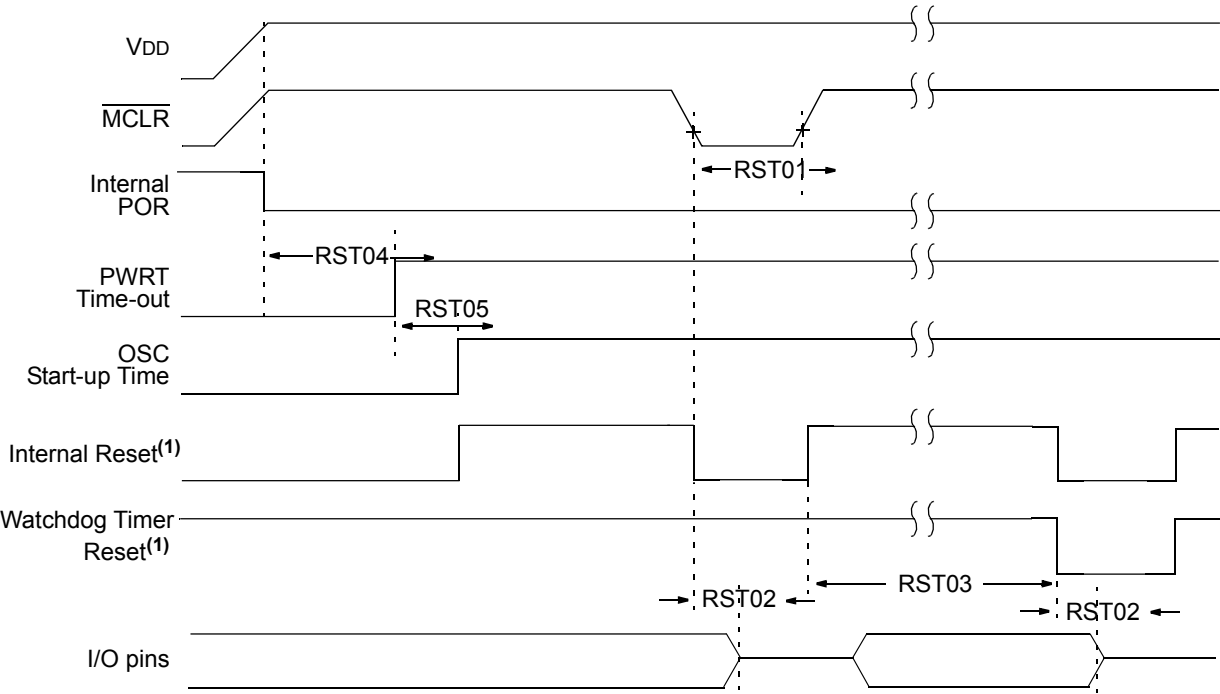 VDD
MCLR
RST01
Internal
POR
RST04
PWRT
Time-out
RST05
OSC
Start-up Time
Internal Reset(1)
Watchdog Timer
Reset(1)
RST02
RST03
RST02
I/O pins